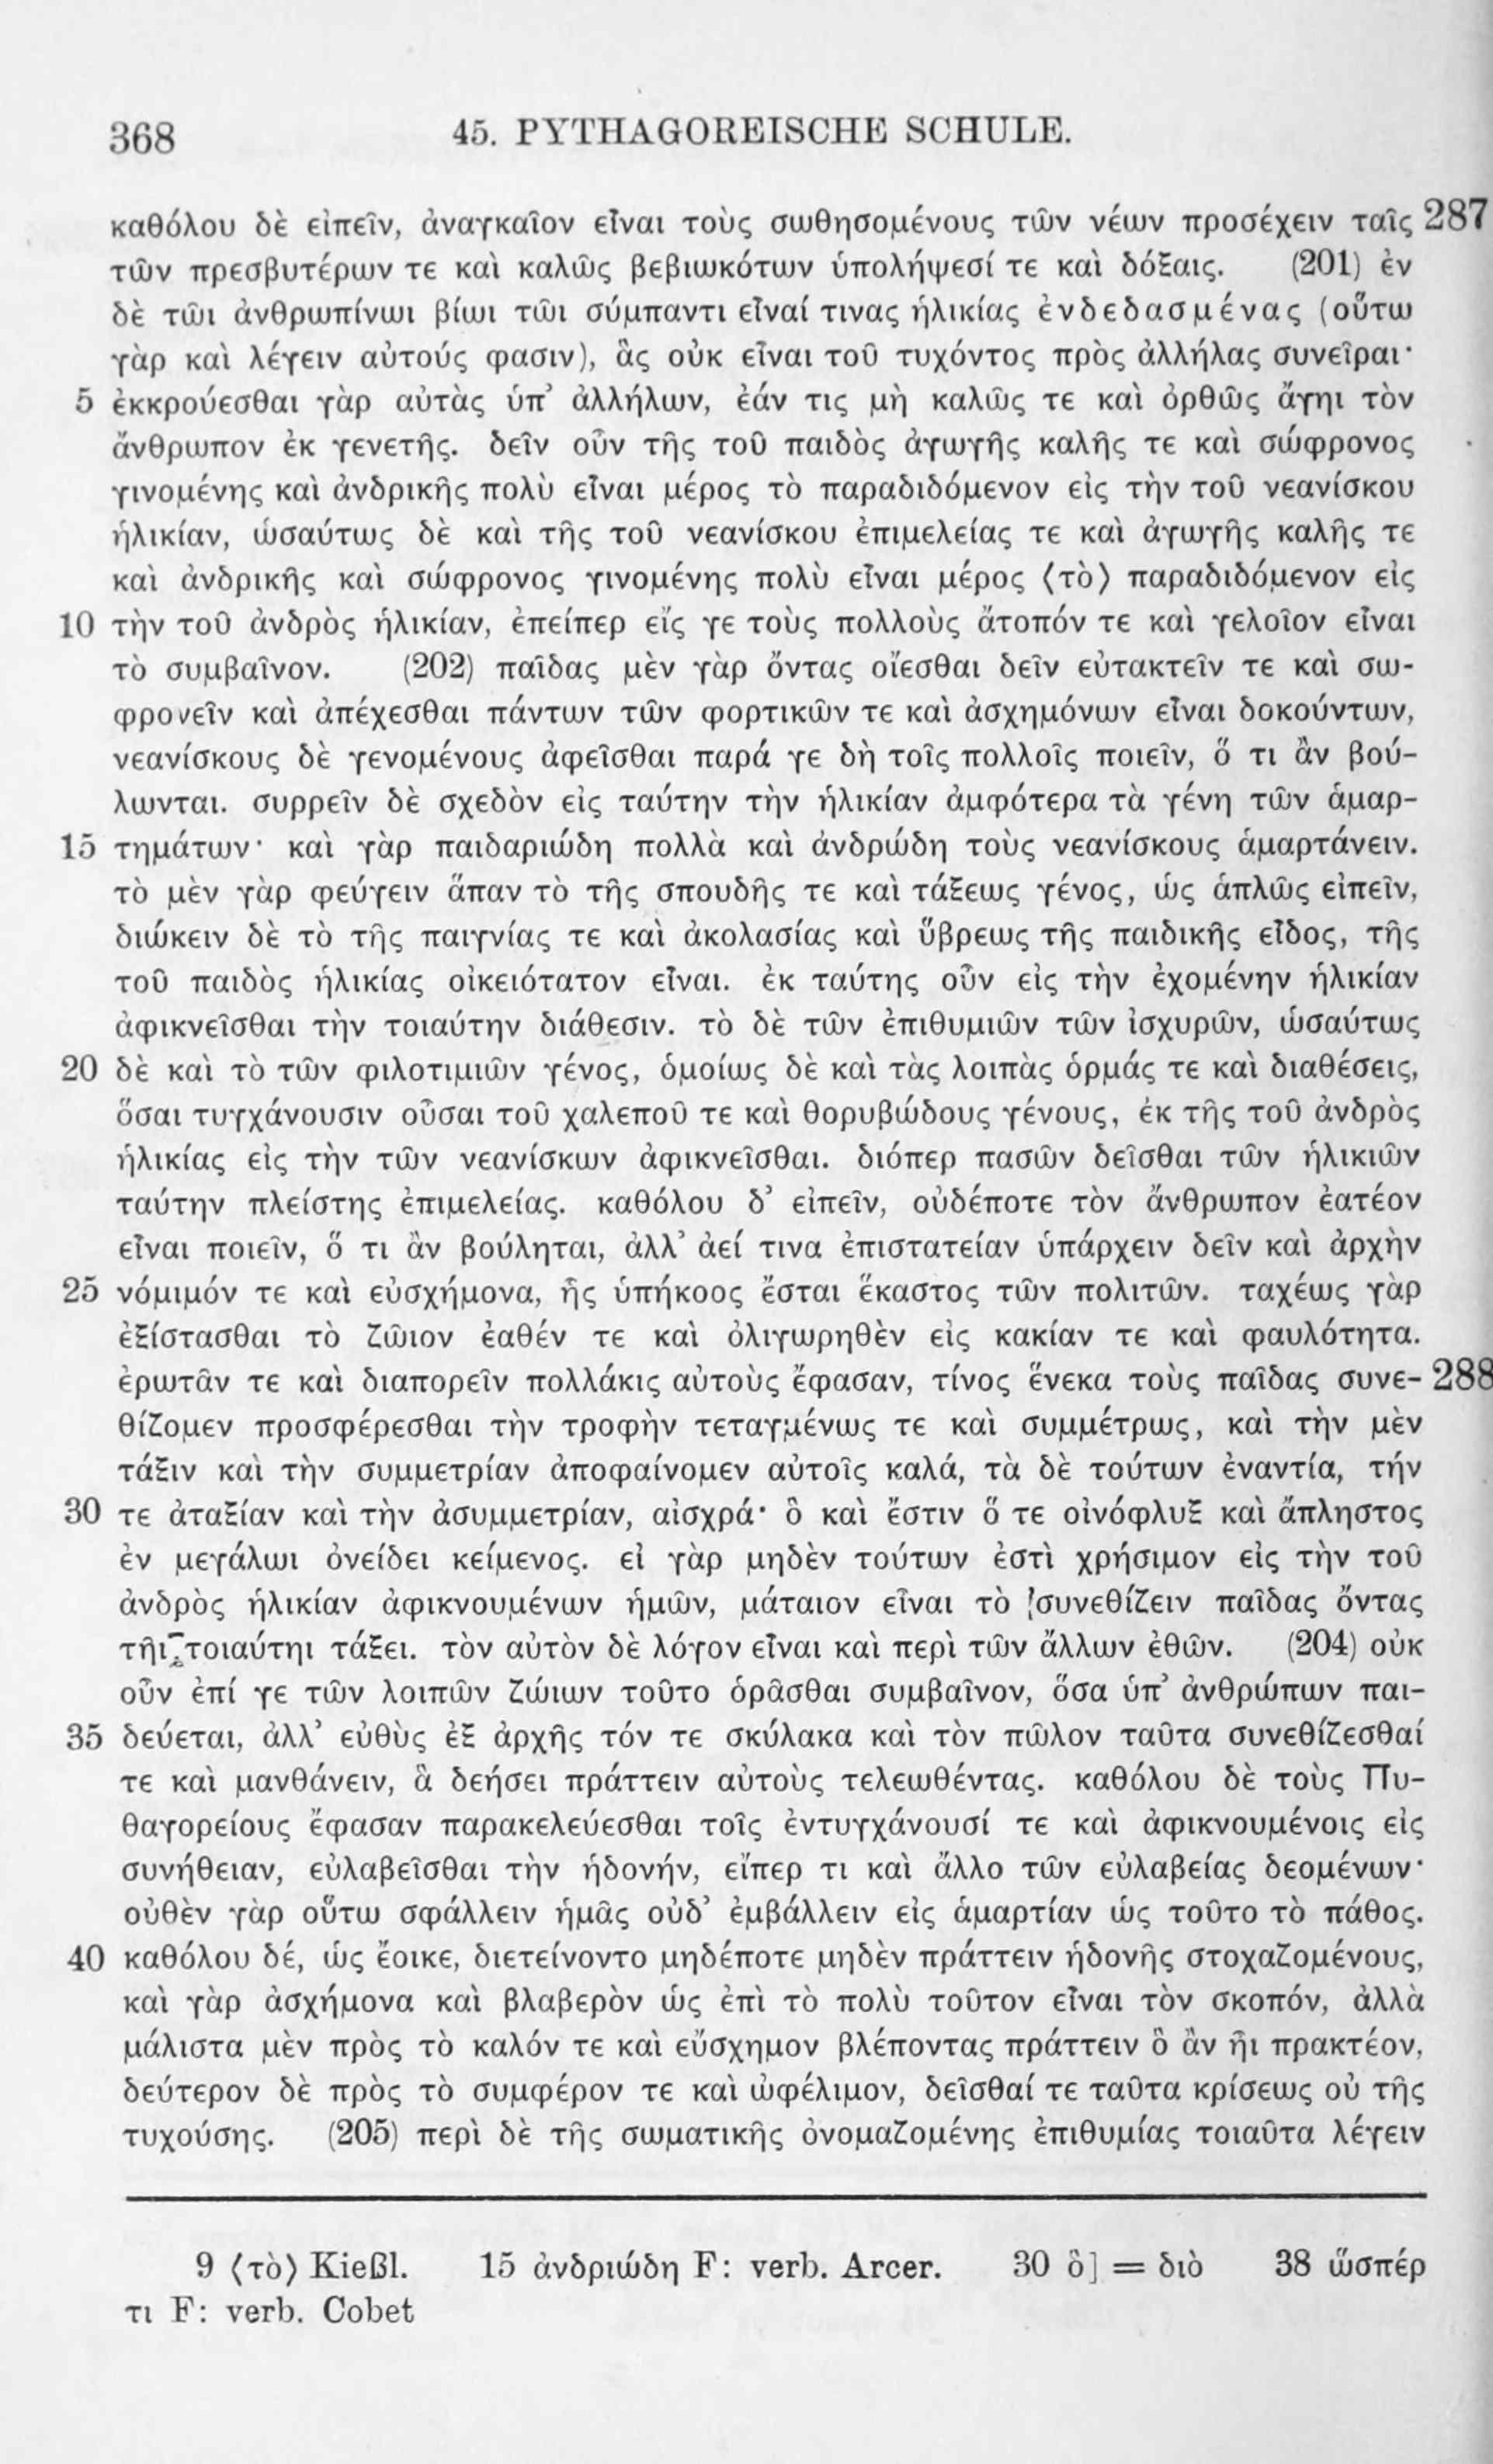 368 45. PYTHAGOREISCHE SCHULE.
καθόλου δὲ εἰπεῖν, ἀναγκαῖον εἶναι τοὺς σωθησομένους τῶν νέων προσέχειν ταῖς 287
τῶν πρεσβυτέρων τε καὶ καλῶς βεβιωκότων ὑπολήψεσί τε καὶ δόξαις. (201) ἐν
δὲ τῶι ἀνθρωπίνωι βίωι τῶι σύμπαντι εἶναί τινας ἡλικίας ἐνδεδασμένας (οὕτω
γὰρ καὶ λέγειν αὐτούς φασιν), ἃς οὐκ εἶναι τοῦ τυχόντος πρὸς ἀλλήλας συνεῖραι·
5 ἐκκρούεσθαι γὰρ αὐτὰς ὑπ' ἀλλήλων, ἐάν τις μὴ καλῶς τε καὶ ὀρθῶς ἄγηι τὸν
ἄνθρωπον ἐκ γενετῆς. δεῖν οὖν τῆς τοῦ παιδὸς ἀγωγῆς καλῆς τε καὶ σώφρονος
γινομένης καὶ ἀνδρικῆς πολὺ εἶναι μέρος τὸ παραδιδόμενον εἰς τὴν τοῦ νεανίσκου
ἡλικίαν, ὡσαύτως δὲ καὶ τῆς τοῦ νεανίσκου ἐπιμελείας τε καὶ ἀγωγῆς καλῆς τε
καὶ ἀνδρικῆς καὶ σώφρονος γινομένης πολὺ εἶναι μέρος ⟨τὸ⟩ παραδιδόμενον εἰς
10 τὴν τοῦ ἀνδρὸς ἡλικίαν, ἐπείπερ εἴς γε τοὺς πολλοὺς ἄτοπόν τε καὶ γελοῖον εἶναι
τὸ συμβαῖνον. (202) παῖδας μὲν γὰρ ὄντας οἴεσθαι δεῖν εὐτακτεῖν τε καὶ σω-
φρονεῖν καὶ ἀπέχεσθαι πάντων τῶν φορτικῶν τε καὶ ἀσχημόνων εἶναι δοκούντων,
νεανίσκους δὲ γενομένους ἀφεῖσθαι παρά γε δὴ τοῖς πολλοῖς ποιεῖν, ὅ τι ἂν βού-
λωνται. συρρεῖν δὲ σχεδὸν εἰς ταύτην τὴν ἡλικίαν ἀμφότερα τὰ γένη τῶν ἁμαρ-
15 τημάτων· καὶ γὰρ παιδαριώδη πολλὰ καὶ ἀνδρώδη τοὺς νεανίσκους ἁμαρτάνειν.
τὸ μὲν γὰρ φεύγειν ἅπαν τὸ τῆς σπουδῆς τε καὶ τάξεως γένος, ὡς ἁπλῶς εἰπεῖν,
διώκειν δὲ τὸ τῆς παιγνίας τε καὶ ἀκολασίας καὶ ὕβρεως τῆς παιδικῆς εἶδος, τῆς
τοῦ παιδὸς ἡλικίας οἰκειότατον εἶναι. ἐκ ταύτης οὖν εἰς τὴν ἐχομένην ἡλικίαν
ἀφικνεῖσθαι τὴν τοιαύτην διάθεσιν. τὸ δὲ τῶν ἐπιθυμιῶν τῶν ἰσχυρῶν, ὡσαύτως
20 δὲ καὶ τὸ τῶν φιλοτιμιῶν γένος, ὁμοίως δὲ καὶ τὰς λοιπὰς ὁρμάς τε καὶ διαθέσεις,
ὅσαι τυγχάνουσιν οὖσαι τοῦ χαλεποῦ τε καὶ θορυβώδους γένους, ἐκ τῆς τοῦ ἀνδρὸς
ἡλικίας εἰς τὴν τῶν νεανίσκων ἀφικνεῖσθαι. διόπερ πασῶν δεῖσθαι τῶν ἡλικιῶν
ταύτην πλείστης ἐπιμελείας. καθόλου δ' εἰπεῖν, οὐδέποτε τὸν ἄνθρωπον ἐατέον
εἶναι ποιεῖν, ὅ τι ἂν βούληται, ἀλλ' ἀεί τινα ἐπιστατείαν ὑπάρχειν δεῖν καὶ ἀρχὴν
25 νόμιμόν τε καὶ εὐσχήμονα, ἧς ὑπήκοος ἔσται ἕκαστος τῶν πολιτῶν. ταχέως γὰρ
ἐξίστασθαι τὸ ζῶιον ἐαθέν τε καὶ ὀλιγωρηθὲν εἰς κακίαν τε καὶ φαυλότητα.
ἐρωτᾶν τε καὶ διαπορεῖν πολλάκις αὐτοὺς ἔφασαν, τίνος ἕνεκα τοὺς παῖδας συνε- 288
θίζομεν προσφέρεσθαι τὴν τροφὴν τεταγμένως τε καὶ συμμέτρως, καὶ τὴν μὲν
τάξιν καὶ τὴν συμμετρίαν ἀποφαίνομεν αὐτοῖς καλά, τὰ δὲ τούτων ἐναντία, τήν
30 τε ἀταξίαν καὶ τὴν ἀσυμμετρίαν, αἰσχρά· ὃ καὶ ἔστιν ὅ τε οἰνόφλυξ καὶ ἄπληστος
ἐν μεγάλωι ὀνείδει κείμενος. εἰ γὰρ μηδὲν τούτων ἐστὶ χρήσιμον εἰς τὴν τοῦ
ἀνδρὸς ἡλικίαν ἀφικνουμένων ἡμῶν, μάταιον εἶναι τὸ συνεθίζειν παῖδας ὄντας
τῆι τοιαύτηι τάξει. τὸν αὐτὸν δὲ λόγον εἶναι καὶ περὶ τῶν ἄλλων ἐθῶν. (204) οὐκ
οὖν ἐπί γε τῶν λοιπῶν ζώιων τοῦτο ὁρᾶσθαι συμβαῖνον, ὅσα ὑπ' ἀνθρώπων παι-
35 δεύεται, ἀλλ' εὐθὺς ἐξ ἀρχῆς τόν τε σκύλακα καὶ τὸν πῶλον ταῦτα συνεθίζεσθαί
τε καὶ μανθάνειν, ἃ δεήσει πράττειν αὐτοὺς τελεωθέντας. καθόλου δὲ τοὺς Πυ-
θαγορείους ἔφασαν παρακελεύεσθαι τοῖς ἐντυγχάνουσί τε καὶ ἀφικνουμένοις εἰς
συνήθειαν, εὐλαβεῖσθαι τὴν ἡδονήν, εἴπερ τι καὶ ἄλλο τῶν εὐλαβείας δεομένων·
οὐθὲν γὰρ οὕτω σφάλλειν ἡμᾶς οὐδ' ἐμβάλλειν εἰς ἁμαρτίαν ὡς τοῦτο τὸ πάθος.
40 καθόλου δέ, ὡς ἔοικε, διετείνοντο μηδέποτε μηδὲν πράττειν ἡδονῆς στοχαζομένους,
καὶ γὰρ ἀσχήμονα καὶ βλαβερὸν ὡς ἐπὶ τὸ πολὺ τοῦτον εἶναι τὸν σκοπόν, ἀλλὰ
μάλιστα μὲν πρὸς τὸ καλόν τε καὶ εὔσχημον βλέποντας πράττειν ὃ ἂν ἦι πρακτέον,
δεύτερον δὲ πρὸς τὸ συμφέρον τε καὶ ὠφέλιμον, δεῖσθαί τε ταῦτα κρίσεως οὐ τῆς
τυχούσης. (205) περὶ δὲ τῆς σωματικῆς ὀνομαζομένης ἐπιθυμίας τοιαῦτα λέγειν
9 ⟨τὸ⟩ Kießl. 15 ἀνδριώδη F: verb. Arcer. 30 ὃ] = διὸ 38 ὥσπέρ
τι F: verb. Cobet